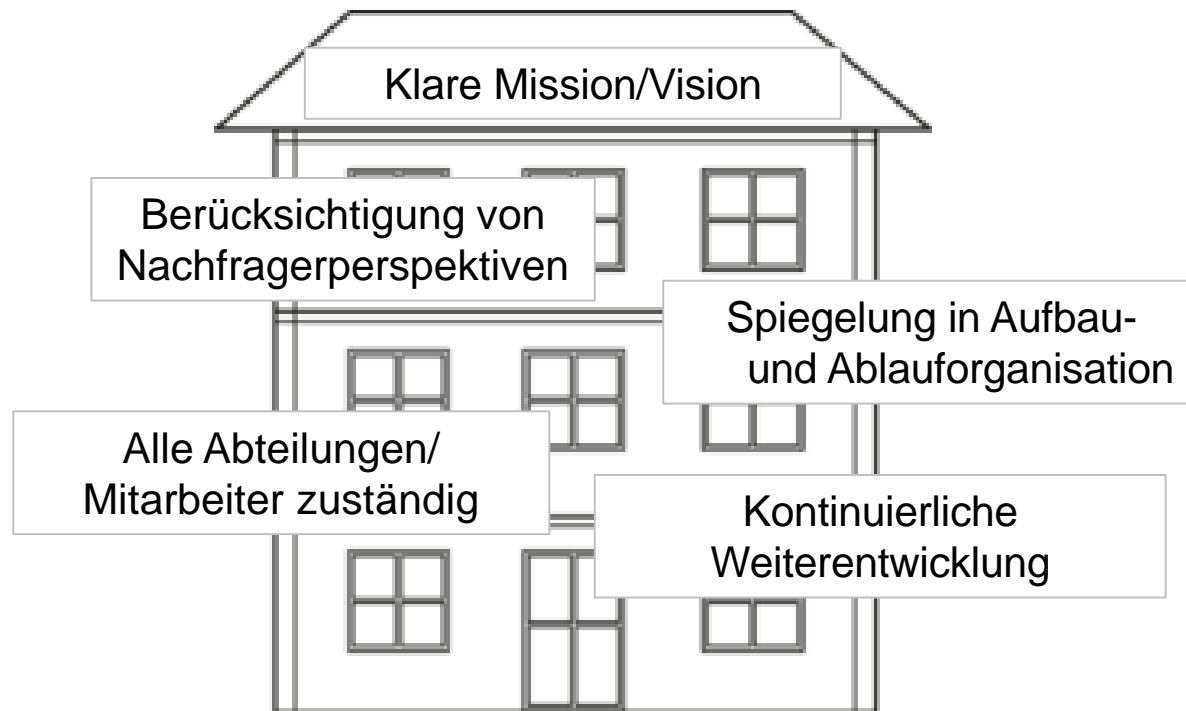 Klare Mission/Vision
Berücksichtigung von
Nachfragerperspektiven
Spiegelung in Aufbau-
und Ablauforganisation
Alle Abteilungen/
Mitarbeiter zuständig
Kontinuierliche
Weiterentwicklung